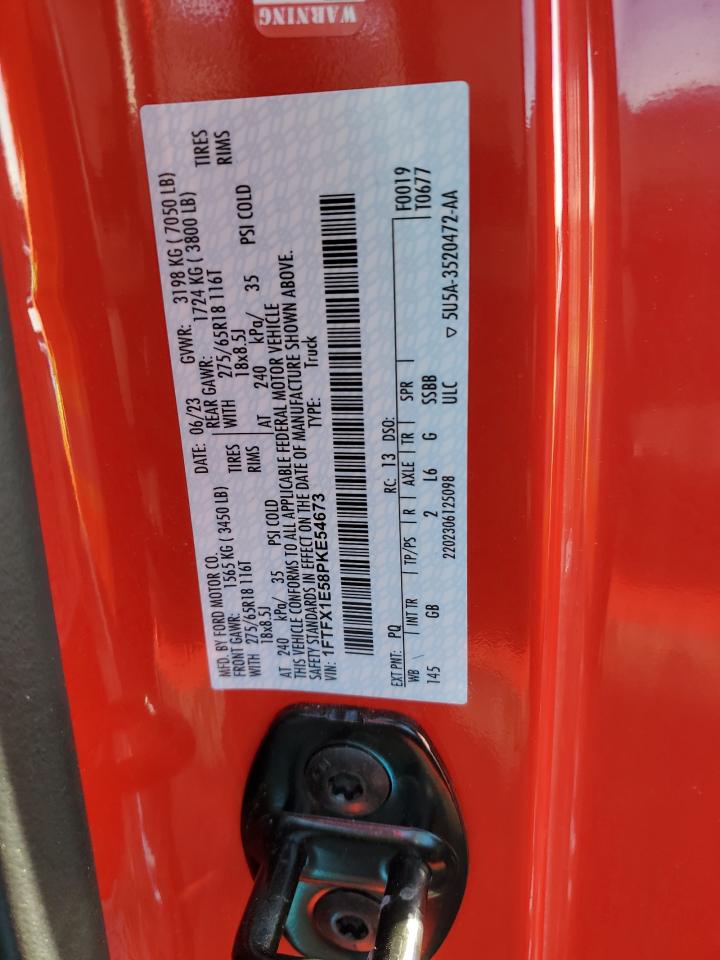 WARNING
MFD. BY FORD MOTOR CO. DATE: 06/23 GVWR: 3198 KG ( 7050 LB)
FRONT GAWR: 1565 KG ( 3450 LB) REAR GAWR: 1724 KG ( 3800 LB)
WITH 275/65R18 116T TIRES WITH 275/65R18 116T TIRES
18x8.5J RIMS 18x8.5J RIMS
AT 240 kPa/ 35 PSI COLD AT 240 kPa/ 35 PSI COLD
THIS VEHICLE CONFORMS TO ALL APPLICABLE FEDERAL MOTOR VEHICLE
SAFETY STANDARDS IN EFFECT ON THE DATE OF MANUFACTURE SHOWN ABOVE.
VIN: 1FTFX1E58PKE54673 TYPE: Truck
EXT PNT: PQ RC: 13 DSO: F0019
WB INT TR TP/PS R AXLE TR SPR T0677
145 GB 2 L6 G SSBB
2202306125098 ULC ▽ 5U5A-3520472-AA